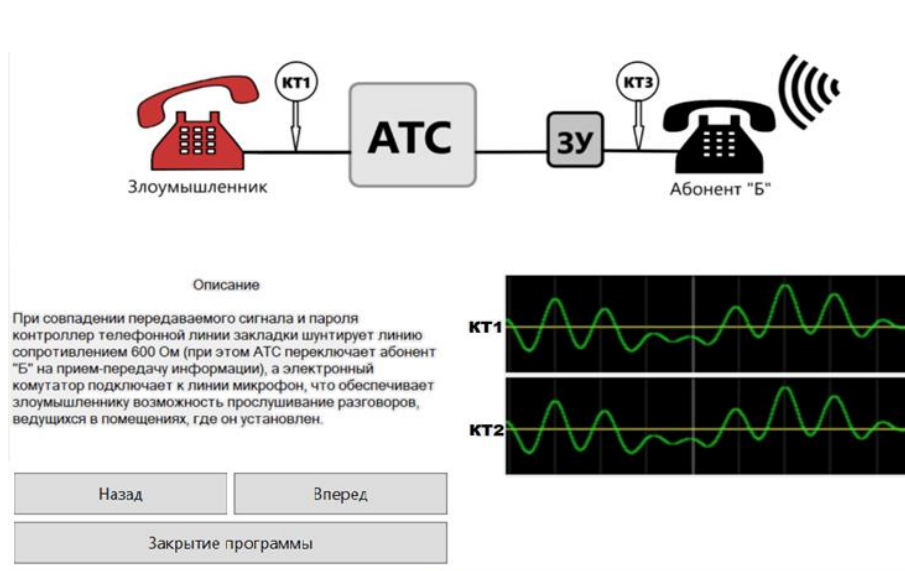 КТ1
КТ3
АТС
ЗУ
Злоумышленник
Абонент "Б"
Описание
При совпадении передаваемого сигнала и пароля
контроллер телефонной линии закладки шунтирует линию
сопротивлением 600 Ом (при этом АТС переключает абонент
"Б" на прием-передачу информации), а электронный
комутатор подключает к линии микрофон, что обеспечивает
злоумышленнику возможность прослушивание разговоров,
ведущихся в помещениях, где он установлен.
КТ1
КТ2
Назад
Вперед
Закрытие программы